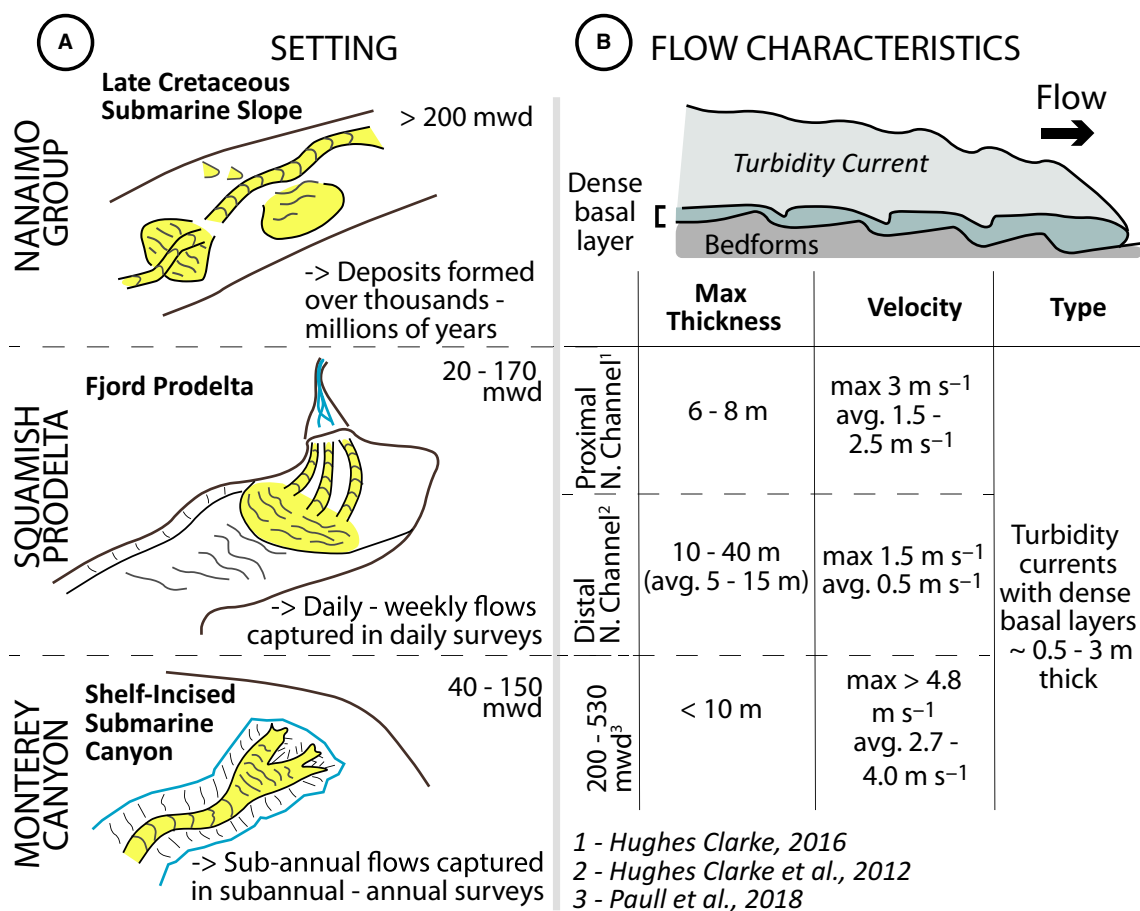 A
SETTING
NANAIMO
GROUP
Late Cretaceous
Submarine Slope
> 200 mwd
-> Deposits formed
over thousands -
millions of years
SQUAMISH
PRODELTA
Fjord Prodelta
20 - 170
mwd
-> Daily - weekly flows
captured in daily surveys
MONTEREY
CANYON
Shelf-Incised
Submarine
Canyon
40 - 150
mwd
-> Sub-annual flows captured
in subannual - annual surveys
B
FLOW CHARACTERISTICS
Flow
Turbidity Current
Dense
basal
layer
Bedforms
Max
Thickness
Velocity
Type
Proximal
N. Channel¹
6 - 8 m
max 3 m s⁻¹
avg. 1.5 -
2.5 m s⁻¹
Distal
N. Channel²
10 - 40 m
(avg. 5 - 15 m)
max 1.5 m s⁻¹
avg. 0.5 m s⁻¹
200 - 530
mwd³
< 10 m
max > 4.8
m s⁻¹
avg. 2.7 -
4.0 m s⁻¹
Turbidity
currents
with dense
basal layers
~ 0.5 - 3 m
thick
1 - Hughes Clarke, 2016
2 - Hughes Clarke et al., 2012
3 - Paull et al., 2018